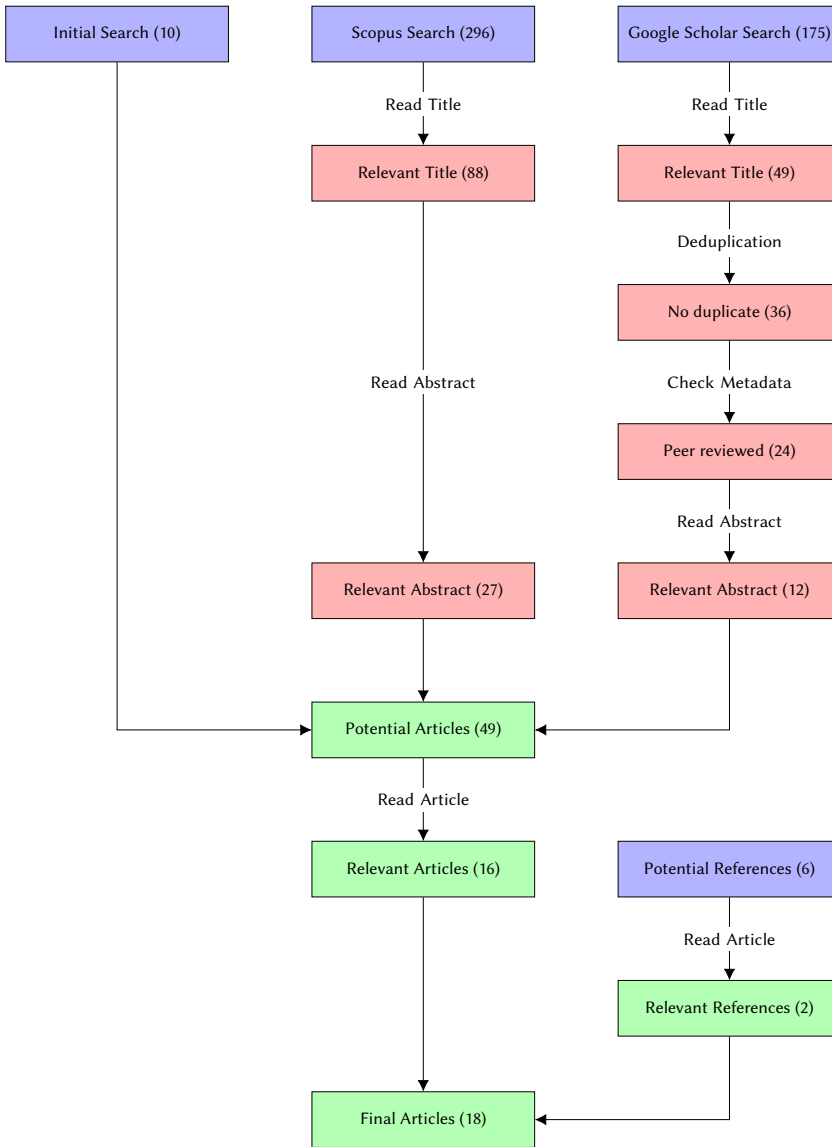 Initial Search (10)
Scopus Search (296)
Google Scholar Search (175)
Read Title
Read Title
Relevant Title (88)
Relevant Title (49)
Deduplication
No duplicate (36)
Read Abstract
Check Metadata
Peer reviewed (24)
Read Abstract
Relevant Abstract (27)
Relevant Abstract (12)
Potential Articles (49)
Read Article
Relevant Articles (16)
Potential References (6)
Read Article
Relevant References (2)
Final Articles (18)